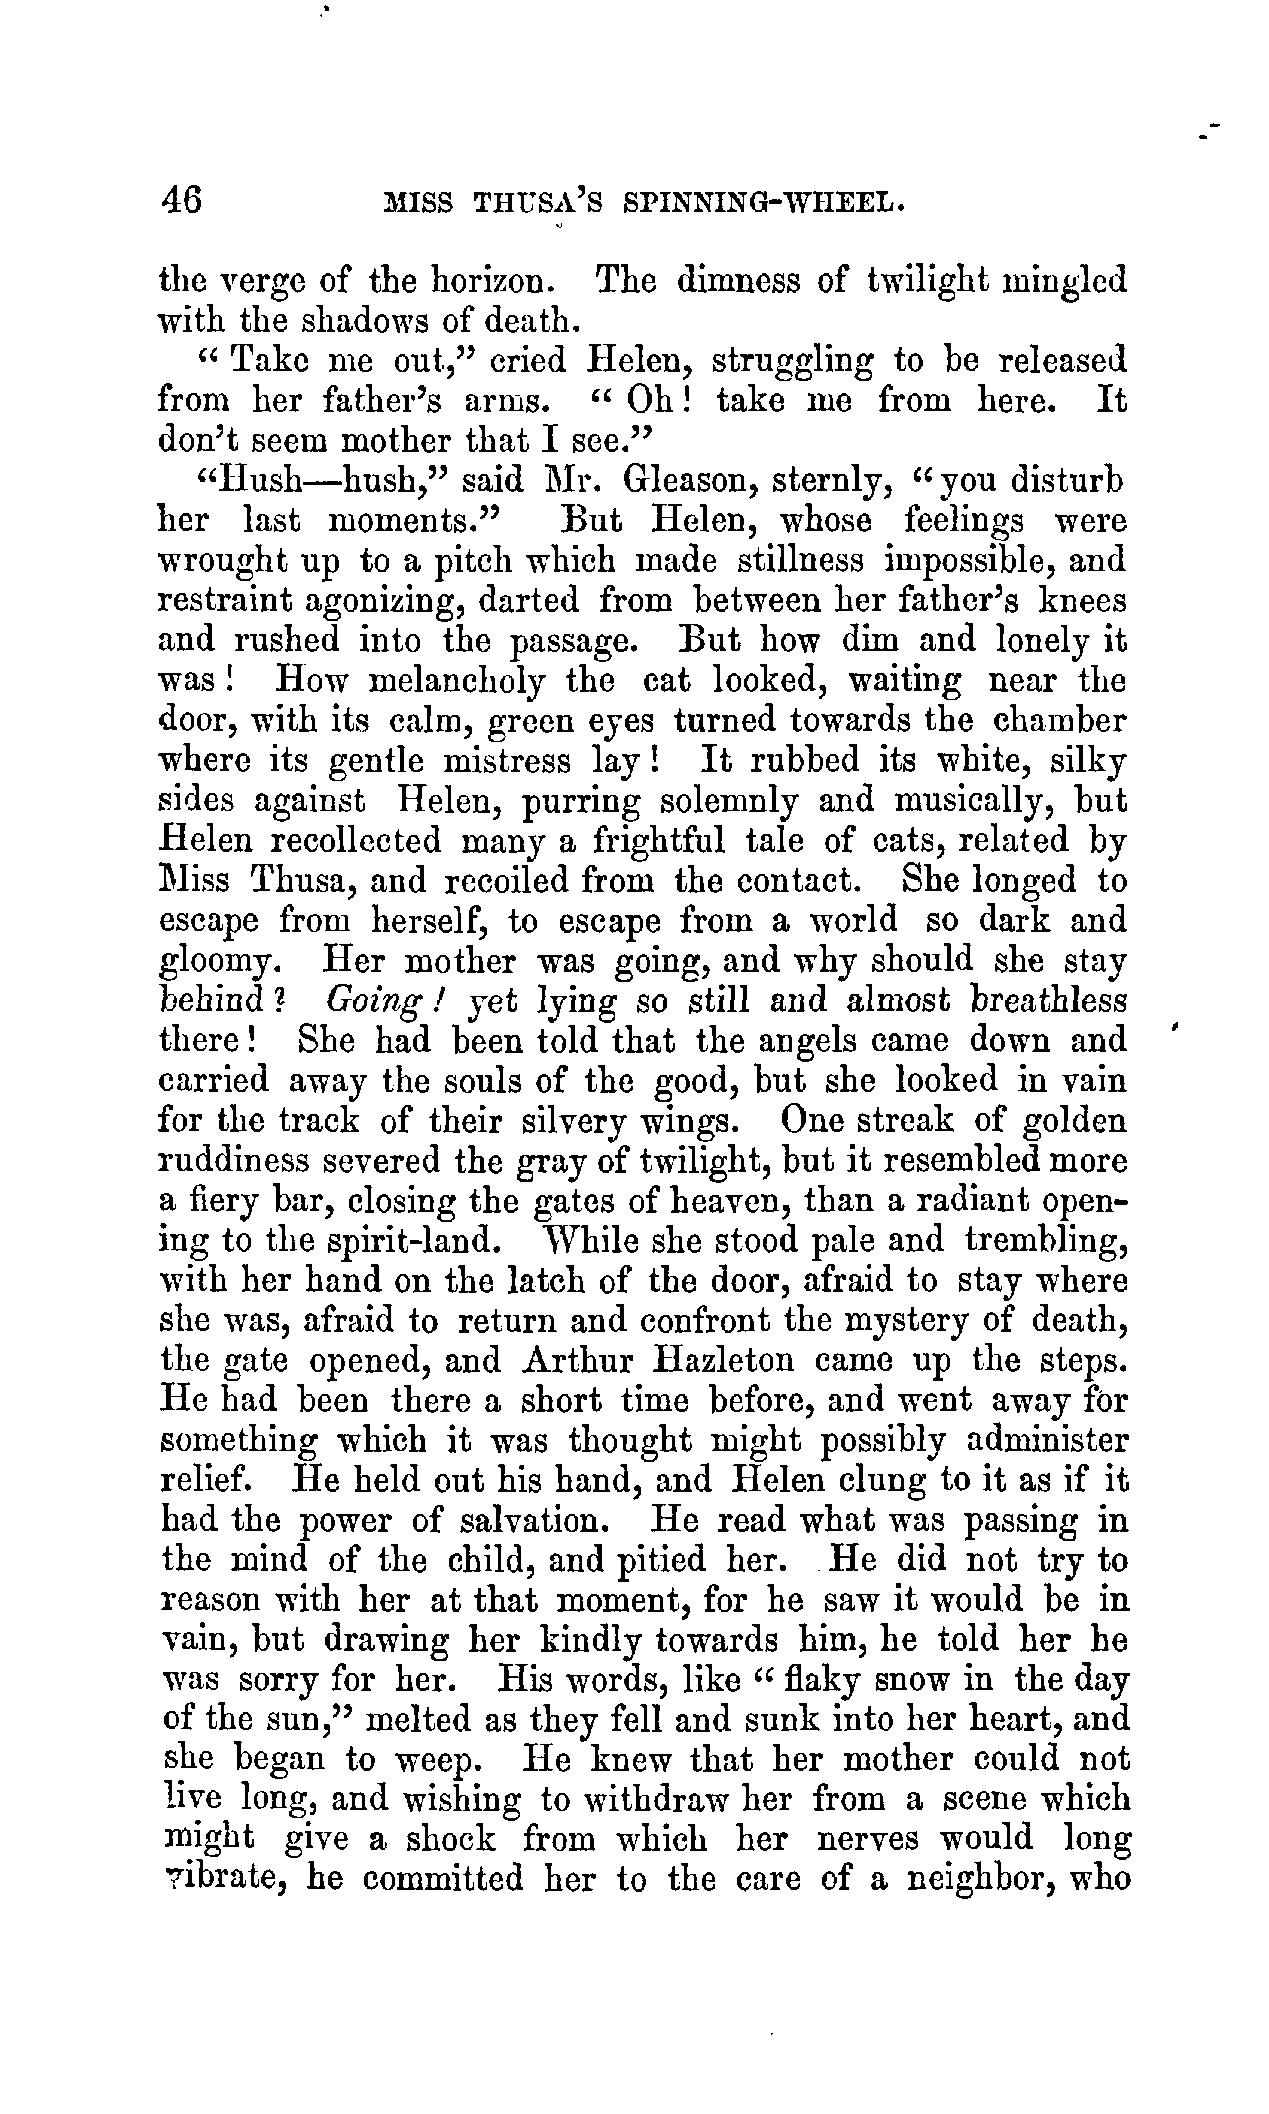 46 MISS THUSA'S SPINNING-WHEEL.
the verge of the horizon. The dimness of twilight mingled
with the shadows of death.
"Take me out," cried Helen, struggling to be released
from her father's arms. "Oh! take me from here. It
don't seem mother that I see."
"Hush—hush," said Mr. Gleason, sternly, "you disturb
her last moments." But Helen, whose feelings were
wrought up to a pitch which made stillness impossible, and
restraint agonizing, darted from between her father's knees
and rushed into the passage. But how dim and lonely it
was! How melancholy the cat looked, waiting near the
door, with its calm, green eyes turned towards the chamber
where its gentle mistress lay! It rubbed its white, silky
sides against Helen, purring solemnly and musically, but
Helen recollected many a frightful tale of cats, related by
Miss Thusa, and recoiled from the contact. She longed to
escape from herself, to escape from a world so dark and
gloomy. Her mother was going, and why should she stay
behind? Going! yet lying so still and almost breathless
there! She had been told that the angels came down and
carried away the souls of the good, but she looked in vain
for the track of their silvery wings. One streak of golden
ruddiness severed the gray of twilight, but it resembled more
a fiery bar, closing the gates of heaven, than a radiant open-
ing to the spirit-land. While she stood pale and trembling,
with her hand on the latch of the door, afraid to stay where
she was, afraid to return and confront the mystery of death,
the gate opened, and Arthur Hazleton came up the steps.
He had been there a short time before, and went away for
something which it was thought might possibly administer
relief. He held out his hand, and Helen clung to it as if it
had the power of salvation. He read what was passing in
the mind of the child, and pitied her. He did not try to
reason with her at that moment, for he saw it would be in
vain, but drawing her kindly towards him, he told her he
was sorry for her. His words, like "flaky snow in the day
of the sun," melted as they fell and sunk into her heart, and
she began to weep. He knew that her mother could not
live long, and wishing to withdraw her from a scene which
might give a shock from which her nerves would long
vibrate, he committed her to the care of a neighbor, who